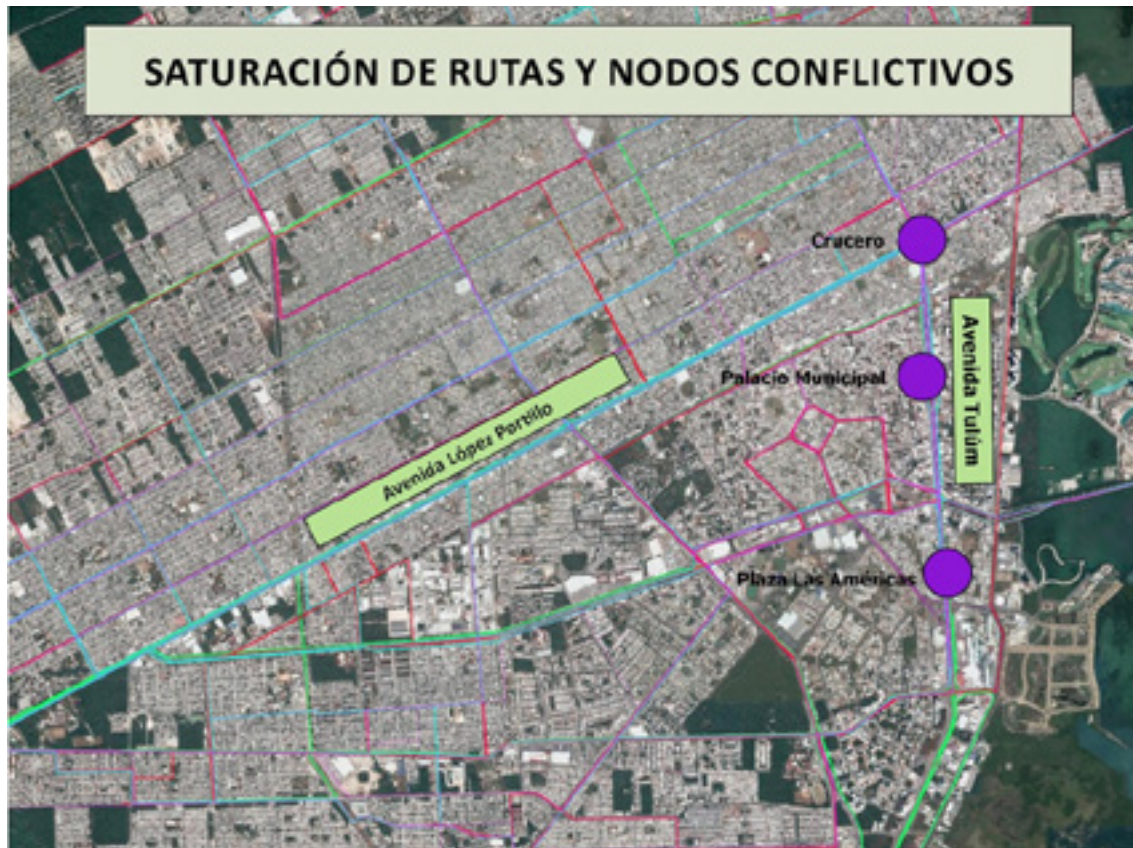 SATURACIÓN DE RUTAS Y NODOS CONFLICTIVOS
Crucero
Avenida Tulúm
Palacio Municipal
Avenida López Portillo
Plaza Las Américas